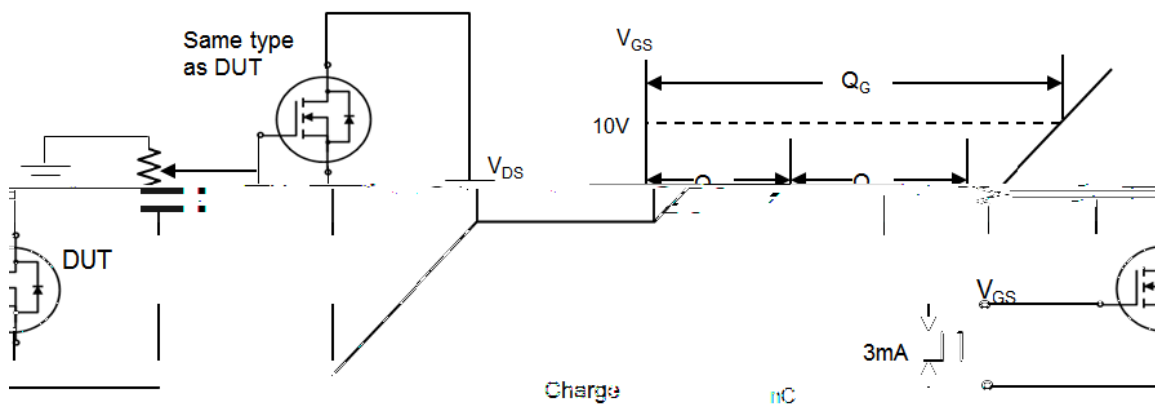 Same type
as DUT
VGS
QG
10V
VDS
DUT
VGS
3mA
Charge
nC